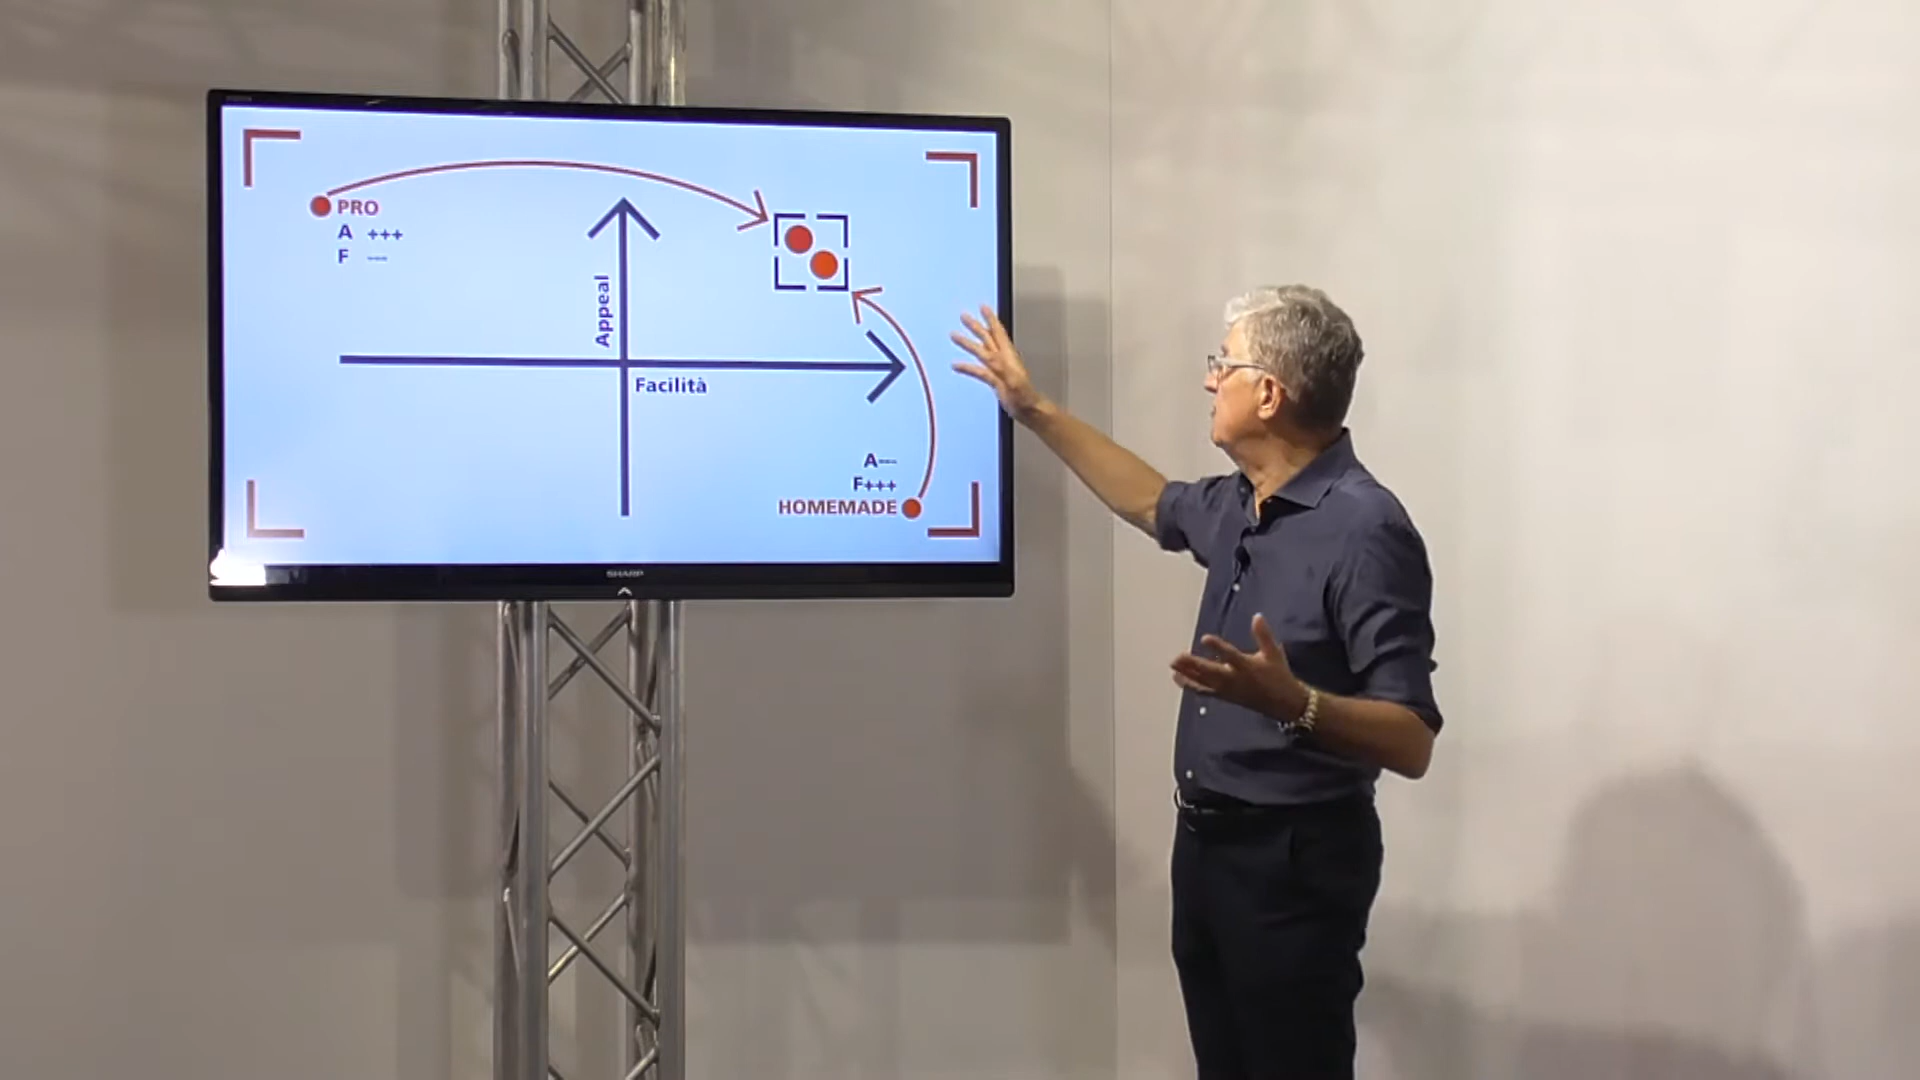 PRO
A +++
F ---
Appeal
Facilità
A---
F+++
HOMEMADE
SHARP